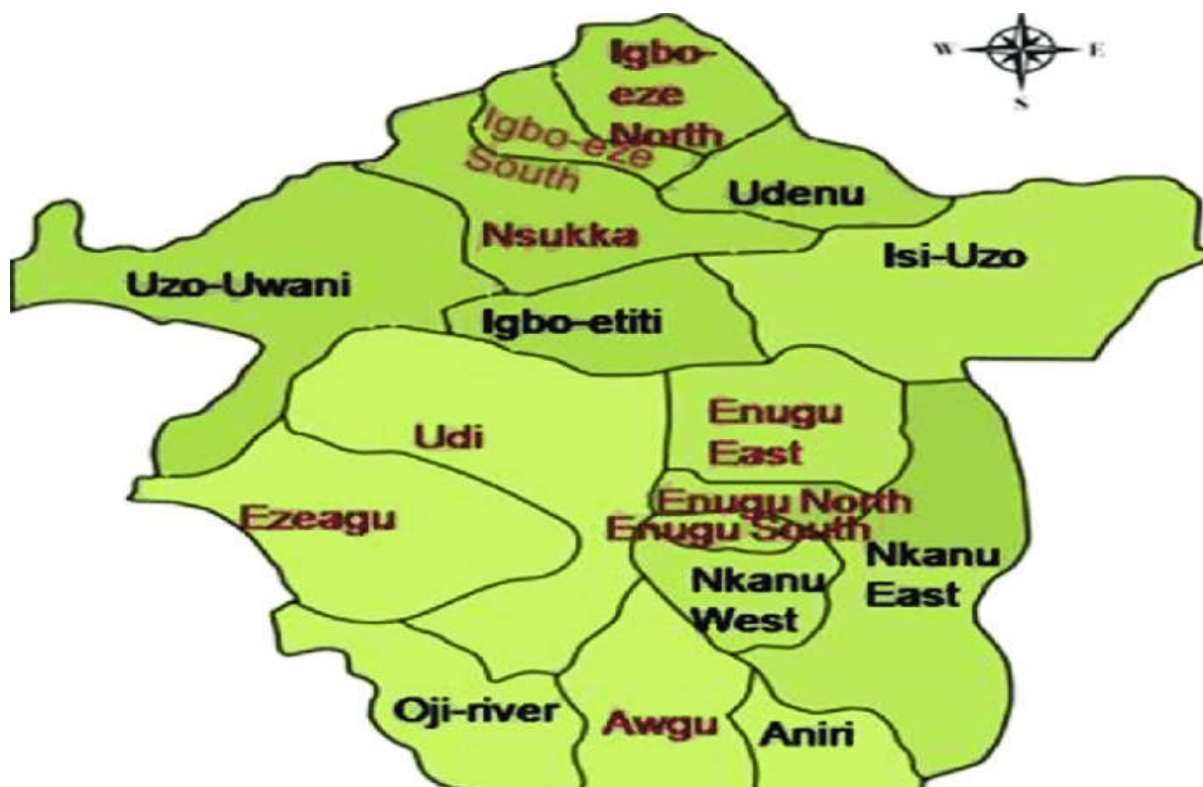 Igbo-
eze
North
W E
S
Igbo-eze
South
Udenu
Nsukka
Isi-Uzo
Uzo-Uwani
Igbo-etiti
Enugu
East
Udi
Enugu North
Ezeagu
Enugu South
Nkanu
East
Nkanu
West
Oji-river
Awgu
Aniri